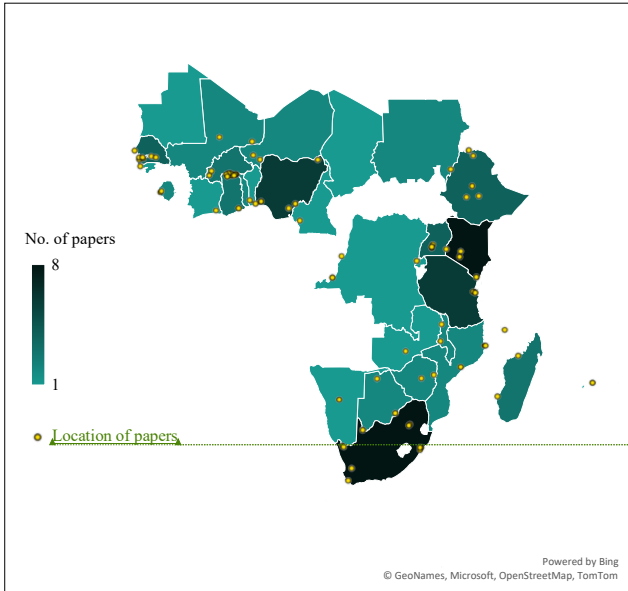 No. of papers
8
1
Location of papers
Powered by Bing
© GeoNames, Microsoft, OpenStreetMap, TomTom